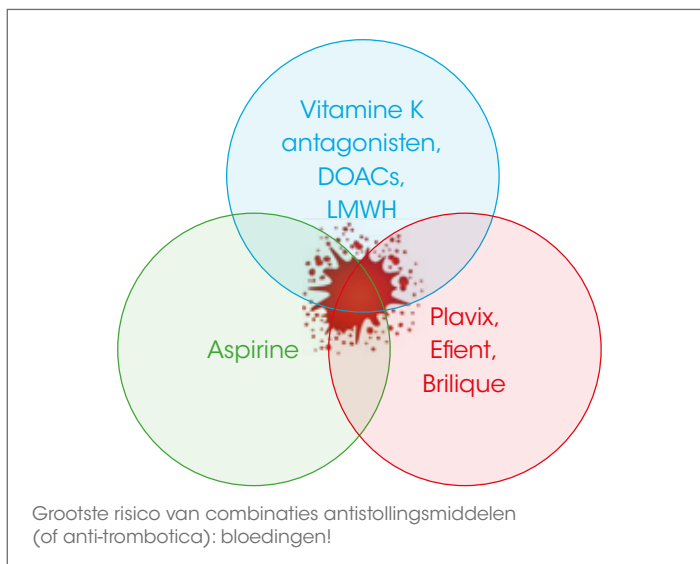 Vitamine K
antagonisten,
DOACs,
LMWH
Aspirine
Plavix,
Efient,
Brilique
Grootste risico van combinaties antistollingsmiddelen
(of anti-trombotica): bloedingen!